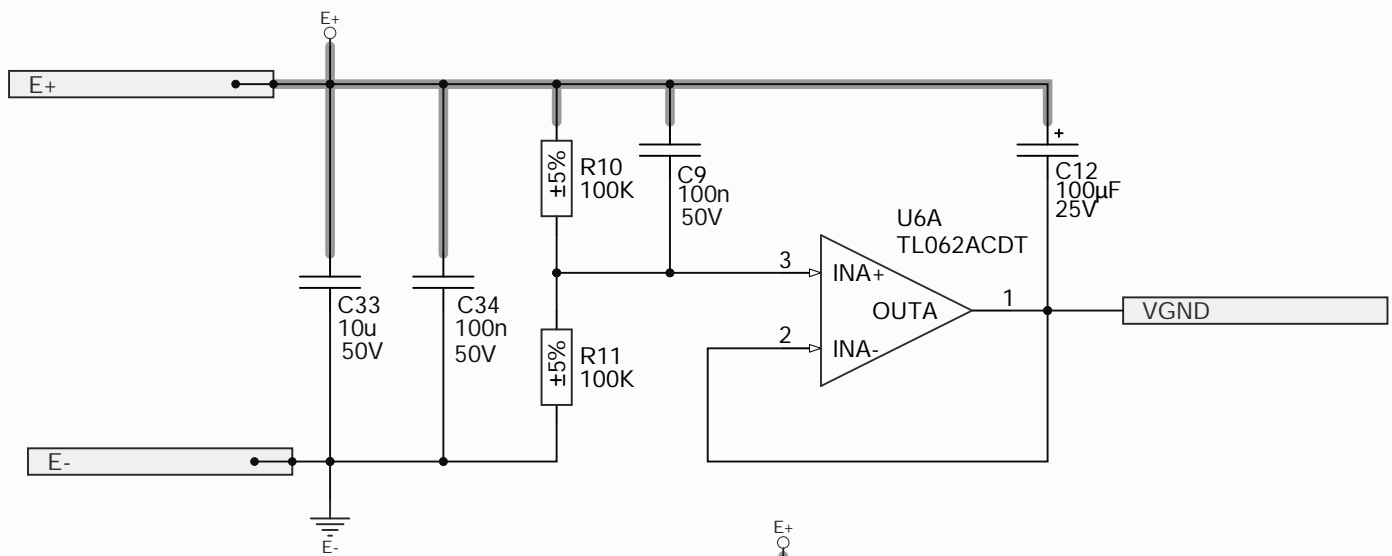 E+
E+
±5%
R10
100K
C9
100n
50V
+
C12
100µF
25V
U6A
TL062ACDT
3
INA+
OUTA
1
VGND
2
INA-
C33
10u
50V
C34
100n
50V
±5%
R11
100K
E-
E-
E+